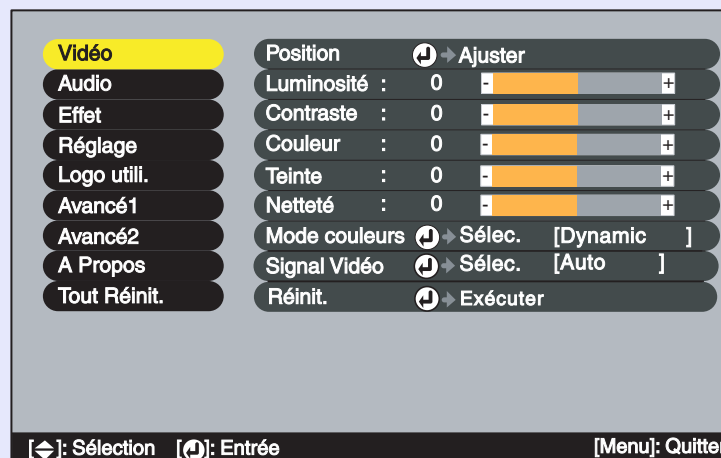 Vidéo
Audio
Effet
Réglage
Logo utili.
Avancé1
Avancé2
A Propos
Tout Réinit.
Position Ajuster
Luminosité : 0 - +
Contraste : 0 - +
Couleur : 0 - +
Teinte : 0 - +
Netteté : 0 - +
Mode couleurs Sélec. [Dynamic ]
Signal Vidéo Sélec. [Auto ]
Réinit. Exécuter
[ ]: Sélection [ ]: Entrée [Menu]: Quitter